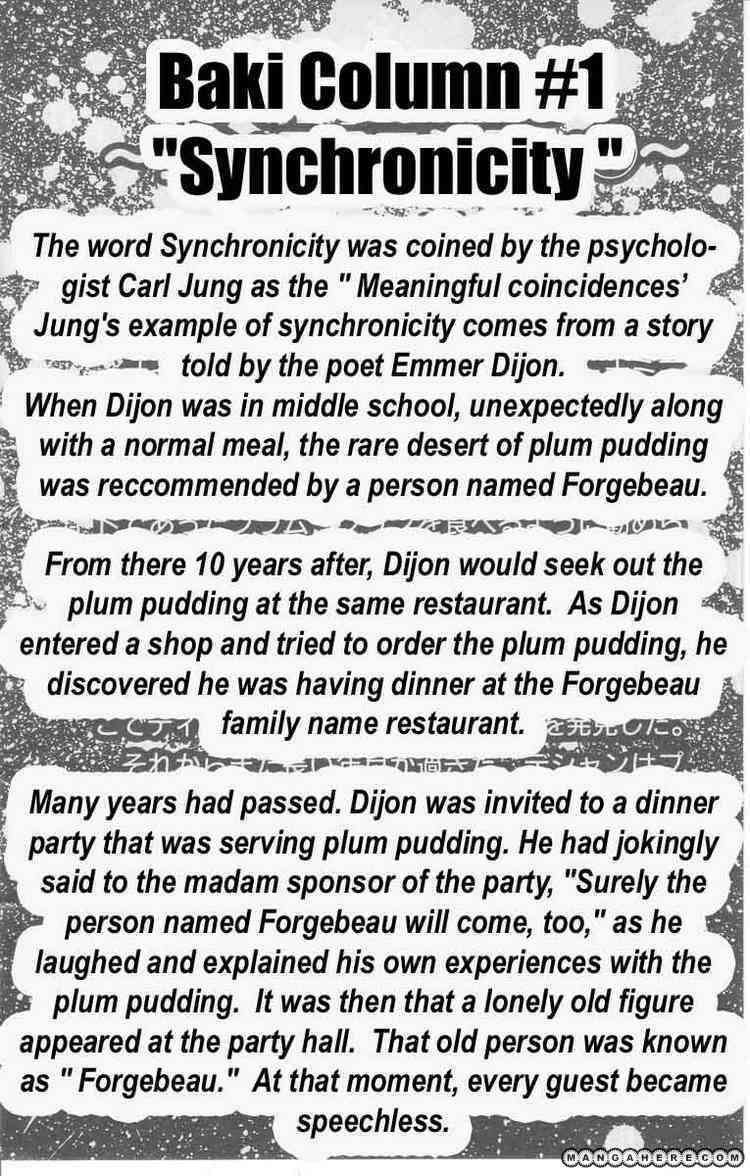 Baki Column #1
~"Synchronicity "~
The word Synchronicity was coined by the psycholo-
gist Carl Jung as the " Meaningful coincidences’
Jung's example of synchronicity comes from a story
told by the poet Emmer Dijon.
When Dijon was in middle school, unexpectedly along
with a normal meal, the rare desert of plum pudding
was reccommended by a person named Forgebeau.
From there 10 years after, Dijon would seek out the
plum pudding at the same restaurant. As Dijon
entered a shop and tried to order the plum pudding, he
discovered he was having dinner at the Forgebeau
family name restaurant.
を発見した。
Many years had passed. Dijon was invited to a dinner
party that was serving plum pudding. He had jokingly
said to the madam sponsor of the party, "Surely the
person named Forgebeau will come, too," as he
laughed and explained his own experiences with the
plum pudding. It was then that a lonely old figure
appeared at the party hall. That old person was known
as " Forgebeau." At that moment, every guest became
speechless.
MANGAHERE.COM